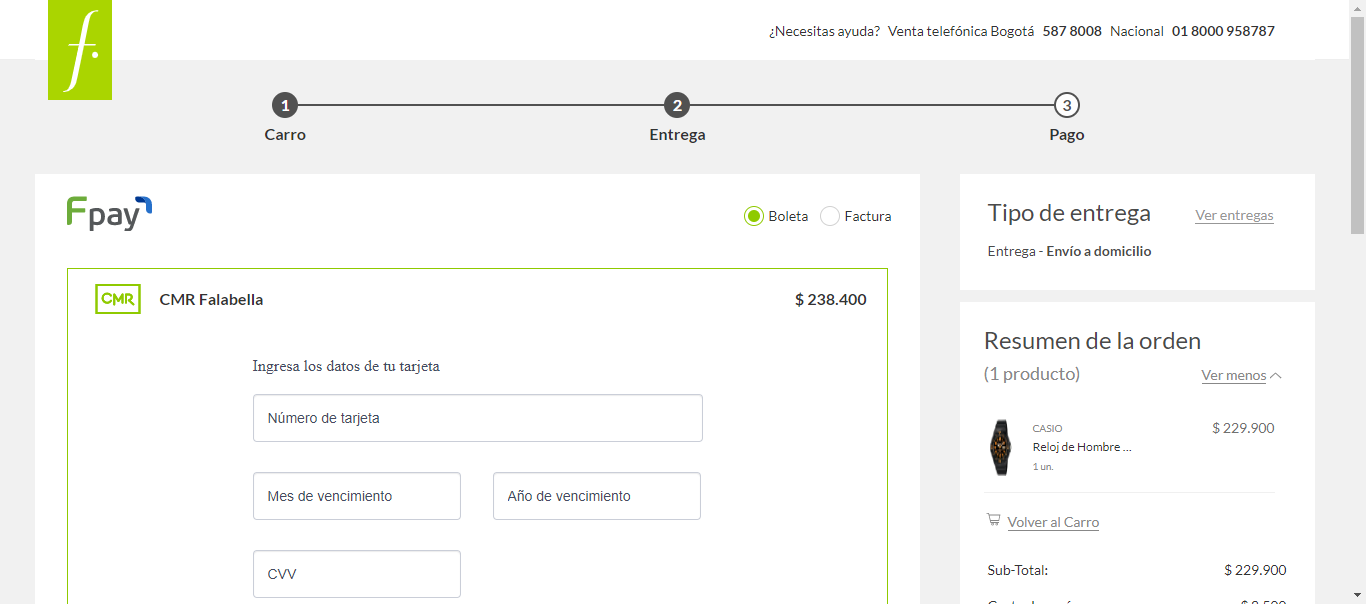 f.
¿Necesitas ayuda? Venta telefónica Bogotá 587 8008 Nacional 01 8000 958787
1 2 3
Carro Entrega Pago
Fpay
Boleta Factura
CMR CMR Falabella $ 238.400
Ingresa los datos de tu tarjeta
Número de tarjeta
Mes de vencimiento Año de vencimiento
CVV
Tipo de entrega Ver entregas
Entrega - Envío a domicilio
Resumen de la orden
(1 producto) Ver menos
CASIO $ 229.900
Reloj de Hombre ...
1 un.
Volver al Carro
Sub-Total: $ 229.900